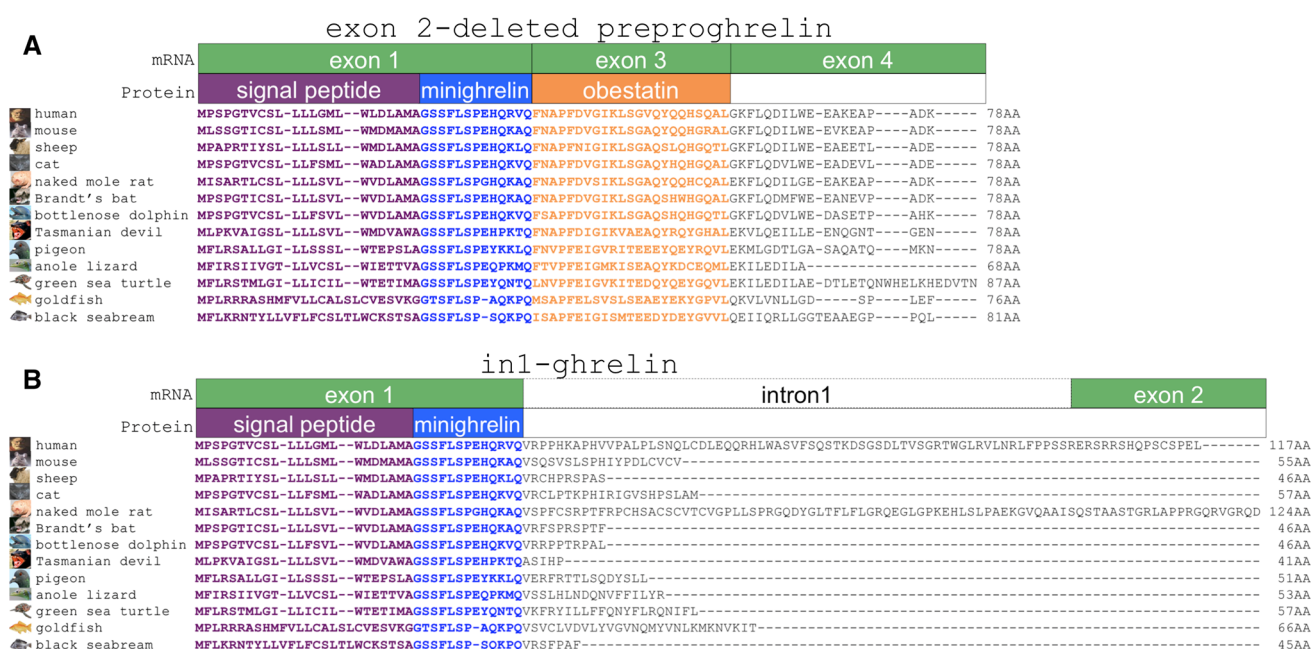 exon 2-deleted preproghrelin
A
mRNA exon 1 exon 3 exon 4
Protein signal peptide minighrelin obestatin
human MPSPGTVCSL-LLLGML--WLDLAMAGSSFLSPEHQRVQFNAPFDVGIKLSGVQYQQHSQALGKFLQDILWE-EAKEAP----ADK----- 78AA
mouse MLSSGTICSL-LLLSML--WMDMAMAGSSFLSPEHQKAQFNAPFDVGIKLSGAQYQQHGRALGKFLQDILWE-EVKEAP----ADK----- 78AA
sheep MPAPRTIYSL-LLLSLL--WMDLAMAGSSFLSPEHQKLQFNAPFNIGIKLSGAQSLQHGQTLGKFLQDILWE-EAEETL----ADE----- 78AA
cat MPSPGTVCSL-LLFSML--WADLAMAGSSFLSPEHQKVQFNAPFDVGIKLSGAQYHQHGQALGKFLQDVLWE-EADEVL----ADK----- 78AA
naked mole rat MISARTLCSL-LLLSVL--WVDLAMAGSSFLSPGHQKAQFNAPFDVSIKLSGAQYQQHCQALEKFLQDILGE-EAKEAP----ADK----- 78AA
Brandt's bat MPSPGTICSL-LLFSVL--WVDLAMAGSSFLSPEHQKAQFNAPFDVGIKLSGAQSHWHGQALGKFLQDMFWE-EANEVP----ADK----- 78AA
bottlenose dolphin MPSPGTVCSL-LLFSVL--WVDLAMAGSSFLSPEHQKVQFSAPFDVGIKLSGAQSHQHGQTLGKFLQDVLWE-DASETP----AHK----- 78AA
Tasmanian devil MLPKVAIGSL-LLLSVL--WMDVAWAGSSFLSPEHPKTQFNAPFDIGIKVAEAQYRQYGHALEKVLQEILLE-ENQGNT----GEN----- 78AA
pigeon MFLRSALLGI-LLSSSL--WTEPSLAGSSFLSPEYKKLQFNVPFEIGVRITEEEYQEYRQVLEKMLGDTLGA-SAQATQ----MKN----- 78AA
anole lizard MFIRSIIVGT-LLVCSL--WIETTVAGSSFLSPEQPKMQFTVPFEIGMKISEAQYKDCEQMLEKILEDILA-------------------- 68AA
green sea turtle MFLRSTMLGI-LLICIL--WTETIMAGSSFLSPEYQNTQLNVPFEIGVKITEDQYQEYGQVLEKILEDILAE-DTLETQNWHELKHEDVTN 87AA
goldfish MPLRRRASHMFVLLCALSLCVESVKGGTSFLSP-AQKPQMSAPFELSVSLSEAEYEKYGPVLQKVLVNLLGD-----SP----LEF----- 76AA
black seabream MFLKRNTYLLVFLFCSLTLWCKSTSAGSSFLSP-SQKPQISAPFEIGISMTEEDYDEYGVVLQEIIQRLLGGTEAAEGP----PQL----- 81AA
in1-ghrelin
B
mRNA exon 1 intron1 exon 2
Protein signal peptide minighrelin
human MPSPGTVCSL-LLLGML--WLDLAMAGSSFLSPEHQRVQVRPPHKAPHVVPALPLSNQLCDLEQQRHLWASVFSQSTKDSGSDLTVSGRTWGLRVLNRLFPPSSRERSRRSHQPSCSPEL------- 117AA
mouse MLSSGTICSL-LLLSML--WMDMAMAGSSFLSPEHQKAQVSQSVSLSPHIYPDLCVCV--------------------------------------------------------------------- 55AA
sheep MPAPRTIYSL-LLLSLL--WMDLAMAGSSFLSPEHQKLQVRCHPRSPAS------------------------------------------------------------------------------ 46AA
cat MPSPGTVCSL-LLFSML--WADLAMAGSSFLSPEHQKVQVRCLPTKPHIRIGVSHPSLAM------------------------------------------------------------------- 57AA
naked mole rat MISARTLCSL-LLLSVL--WVDLAMAGSSFLSPGHQKAQVSPFCSRPTFRPCHSACSCVTCVGPLLSPRGQDYGLTFLFLGRQEGLGPKEHLSLPAEKGVQAAISQSTAASTGRLAPPRGQRVGRQD 124AA
Brandt's bat MPSPGTICSL-LLFSVL--WVDLAMAGSSFLSPEHQKAQVRFSPRSPTF------------------------------------------------------------------------------ 46AA
bottlenose dolphin MPSPGTVCSL-LLFSVL--WVDLAMAGSSFLSPEHQKVQVRRPPTRPAL------------------------------------------------------------------------------ 46AA
Tasmanian devil MLPKVAIGSL-LLLSVL--WMDVAWAGSSFLSPEHPKTQASIHP----------------------------------------------------------------------------------- 41AA
pigeon MFLRSALLGI-LLSSSL--WTEPSLAGSSFLSPEYKKLQVERFRTTLSQDYSLL------------------------------------------------------------------------- 51AA
anole lizard MFIRSIIVGT-LLVCSL--WIETTVAGSSFLSPEQPKMQVSSLHLNDQNVFFILYR----------------------------------------------------------------------- 53AA
green sea turtle MFLRSTMLGI-LLICIL--WTETIMAGSSFLSPEYQNTQVKFRYILLFFQNYFLRQNIFL------------------------------------------------------------------- 57AA
goldfish MPLRRRASHMFVLLCALSLCVESVKGGTSFLSP-AQKPQVSVCLVDVLYVGVNQMYVNLKMKNVKIT------------------------------------------------------------ 66AA
black seabream MFLKRNTYLLVFLFCSLTLWCKSTSAGSSFLSP-SQKPQVRSFPAF--------------------------------------------------------------------------------- 45AA